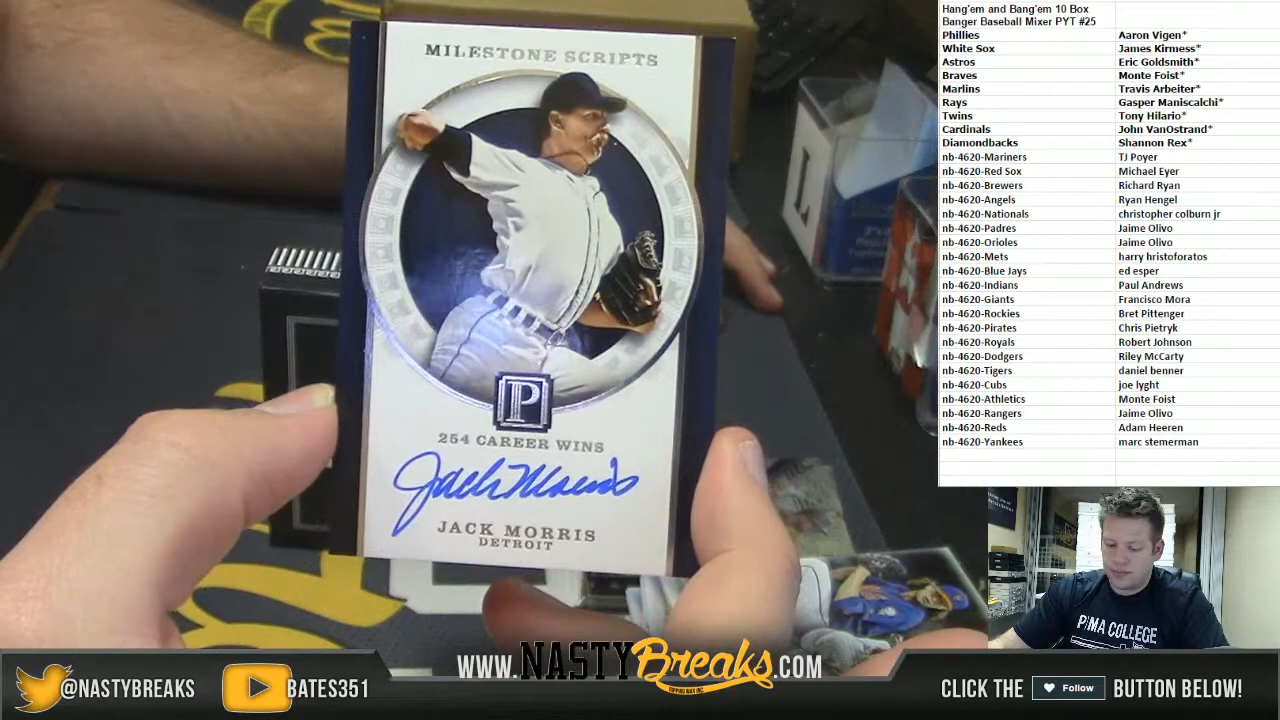 MILESTONE SCRIPTS
P
254 CAREER WINS
Jack Morris
JACK MORRIS
DETROIT
L
Hang'em and Bang'em 10 Box
Banger Baseball Mixer PYT #25
Phillies Aaron Vigen*
White Sox James Kirmess*
Astros Eric Goldsmith*
Braves Monte Foist*
Marlins Travis Arbeiter*
Rays Gasper Maniscalchi*
Twins Tony Hilario*
Cardinals John VanOstrand*
Diamondbacks Shannon Rex*
nb-4620-Mariners TJ Poyer
nb-4620-Red Sox Michael Eyer
nb-4620-Brewers Richard Ryan
nb-4620-Angels Ryan Hengel
nb-4620-Nationals christopher colburn jr
nb-4620-Padres Jaime Olivo
nb-4620-Orioles Jaime Olivo
nb-4620-Mets harry hristoforatos
nb-4620-Blue Jays ed esper
nb-4620-Indians Paul Andrews
nb-4620-Giants Francisco Mora
nb-4620-Rockies Bret Pittenger
nb-4620-Pirates Chris Pietryk
nb-4620-Royals Robert Johnson
nb-4620-Dodgers Riley McCarty
nb-4620-Tigers daniel benner
nb-4620-Cubs joe lyght
nb-4620-Athletics Monte Foist
nb-4620-Rangers Jaime Olivo
nb-4620-Reds Adam Heeren
nb-4620-Yankees marc stemerman
PIMA COLLEGE
@NASTYBREAKS
BATES351
WWW.NASTYBreaks.COM
RIPPING WAX INC.
CLICK THE Follow BUTTON BELOW!